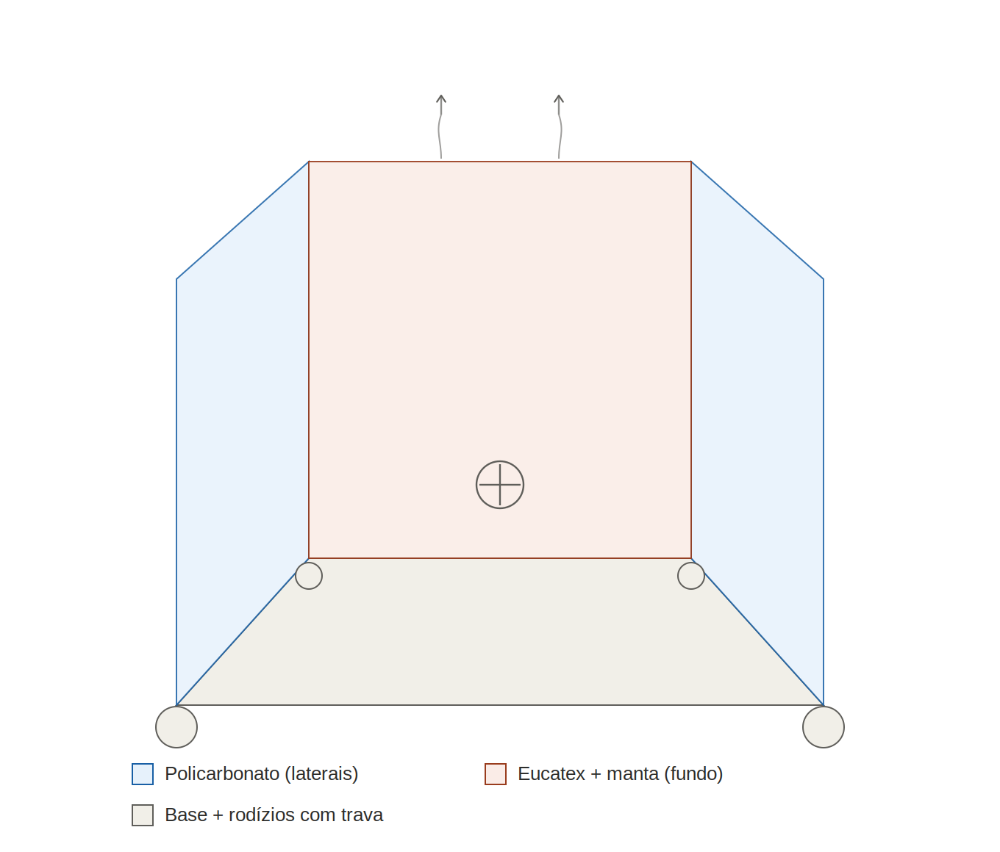 Policarbonato (laterais)
Eucatex + manta (fundo)
Base + rodízios com trava